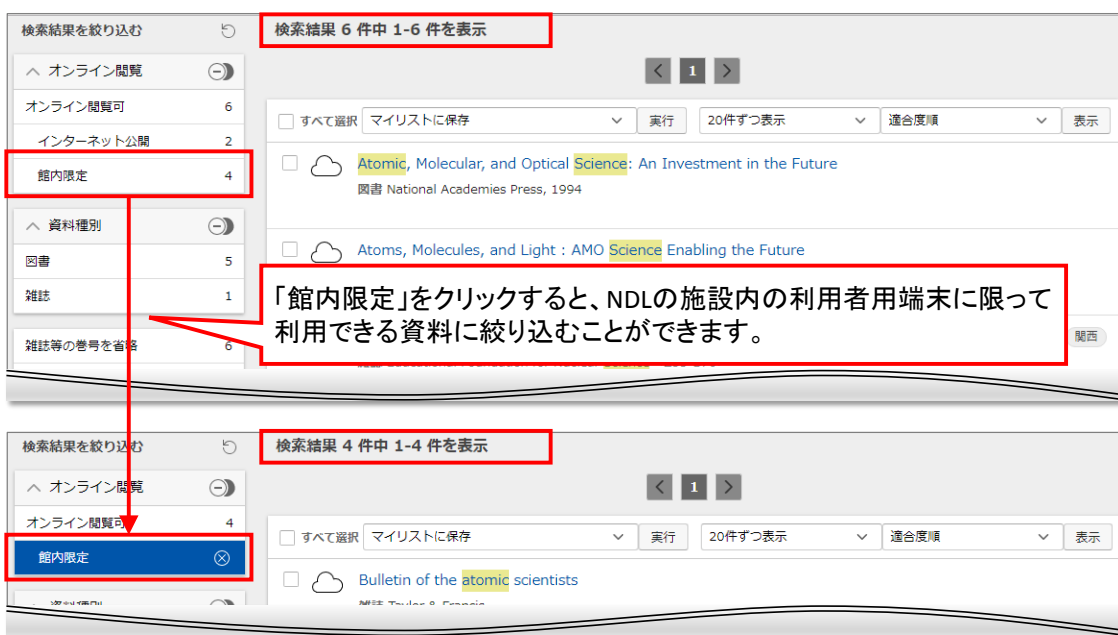 検索結果を絞り込む
検索結果 6 件中 1-6 件を表示
1
オンライン閲覧
オンライン閲覧可 6
インターネット公開 2
館内限定 4
資料種別
図書 5
雑誌 1
雑誌等の巻号を省略 6
すべて選択 マイリストに保存 実行 20件ずつ表示 適合度順 表示
Atomic, Molecular, and Optical Science: An Investment in the Future
図書 National Academies Press, 1994
Atoms, Molecules, and Light : AMO Science Enabling the Future
「館内限定」をクリックすると、NDLの施設内の利用者用端末に限って
利用できる資料に絞り込むことができます。
関西
検索結果を絞り込む
検索結果 4 件中 1-4 件を表示
1
オンライン閲覧
オンライン閲覧可 4
館内限定
資料種別
すべて選択 マイリストに保存 実行 20件ずつ表示 適合度順 表示
Bulletin of the atomic scientists
雑誌 Taylor & Francis